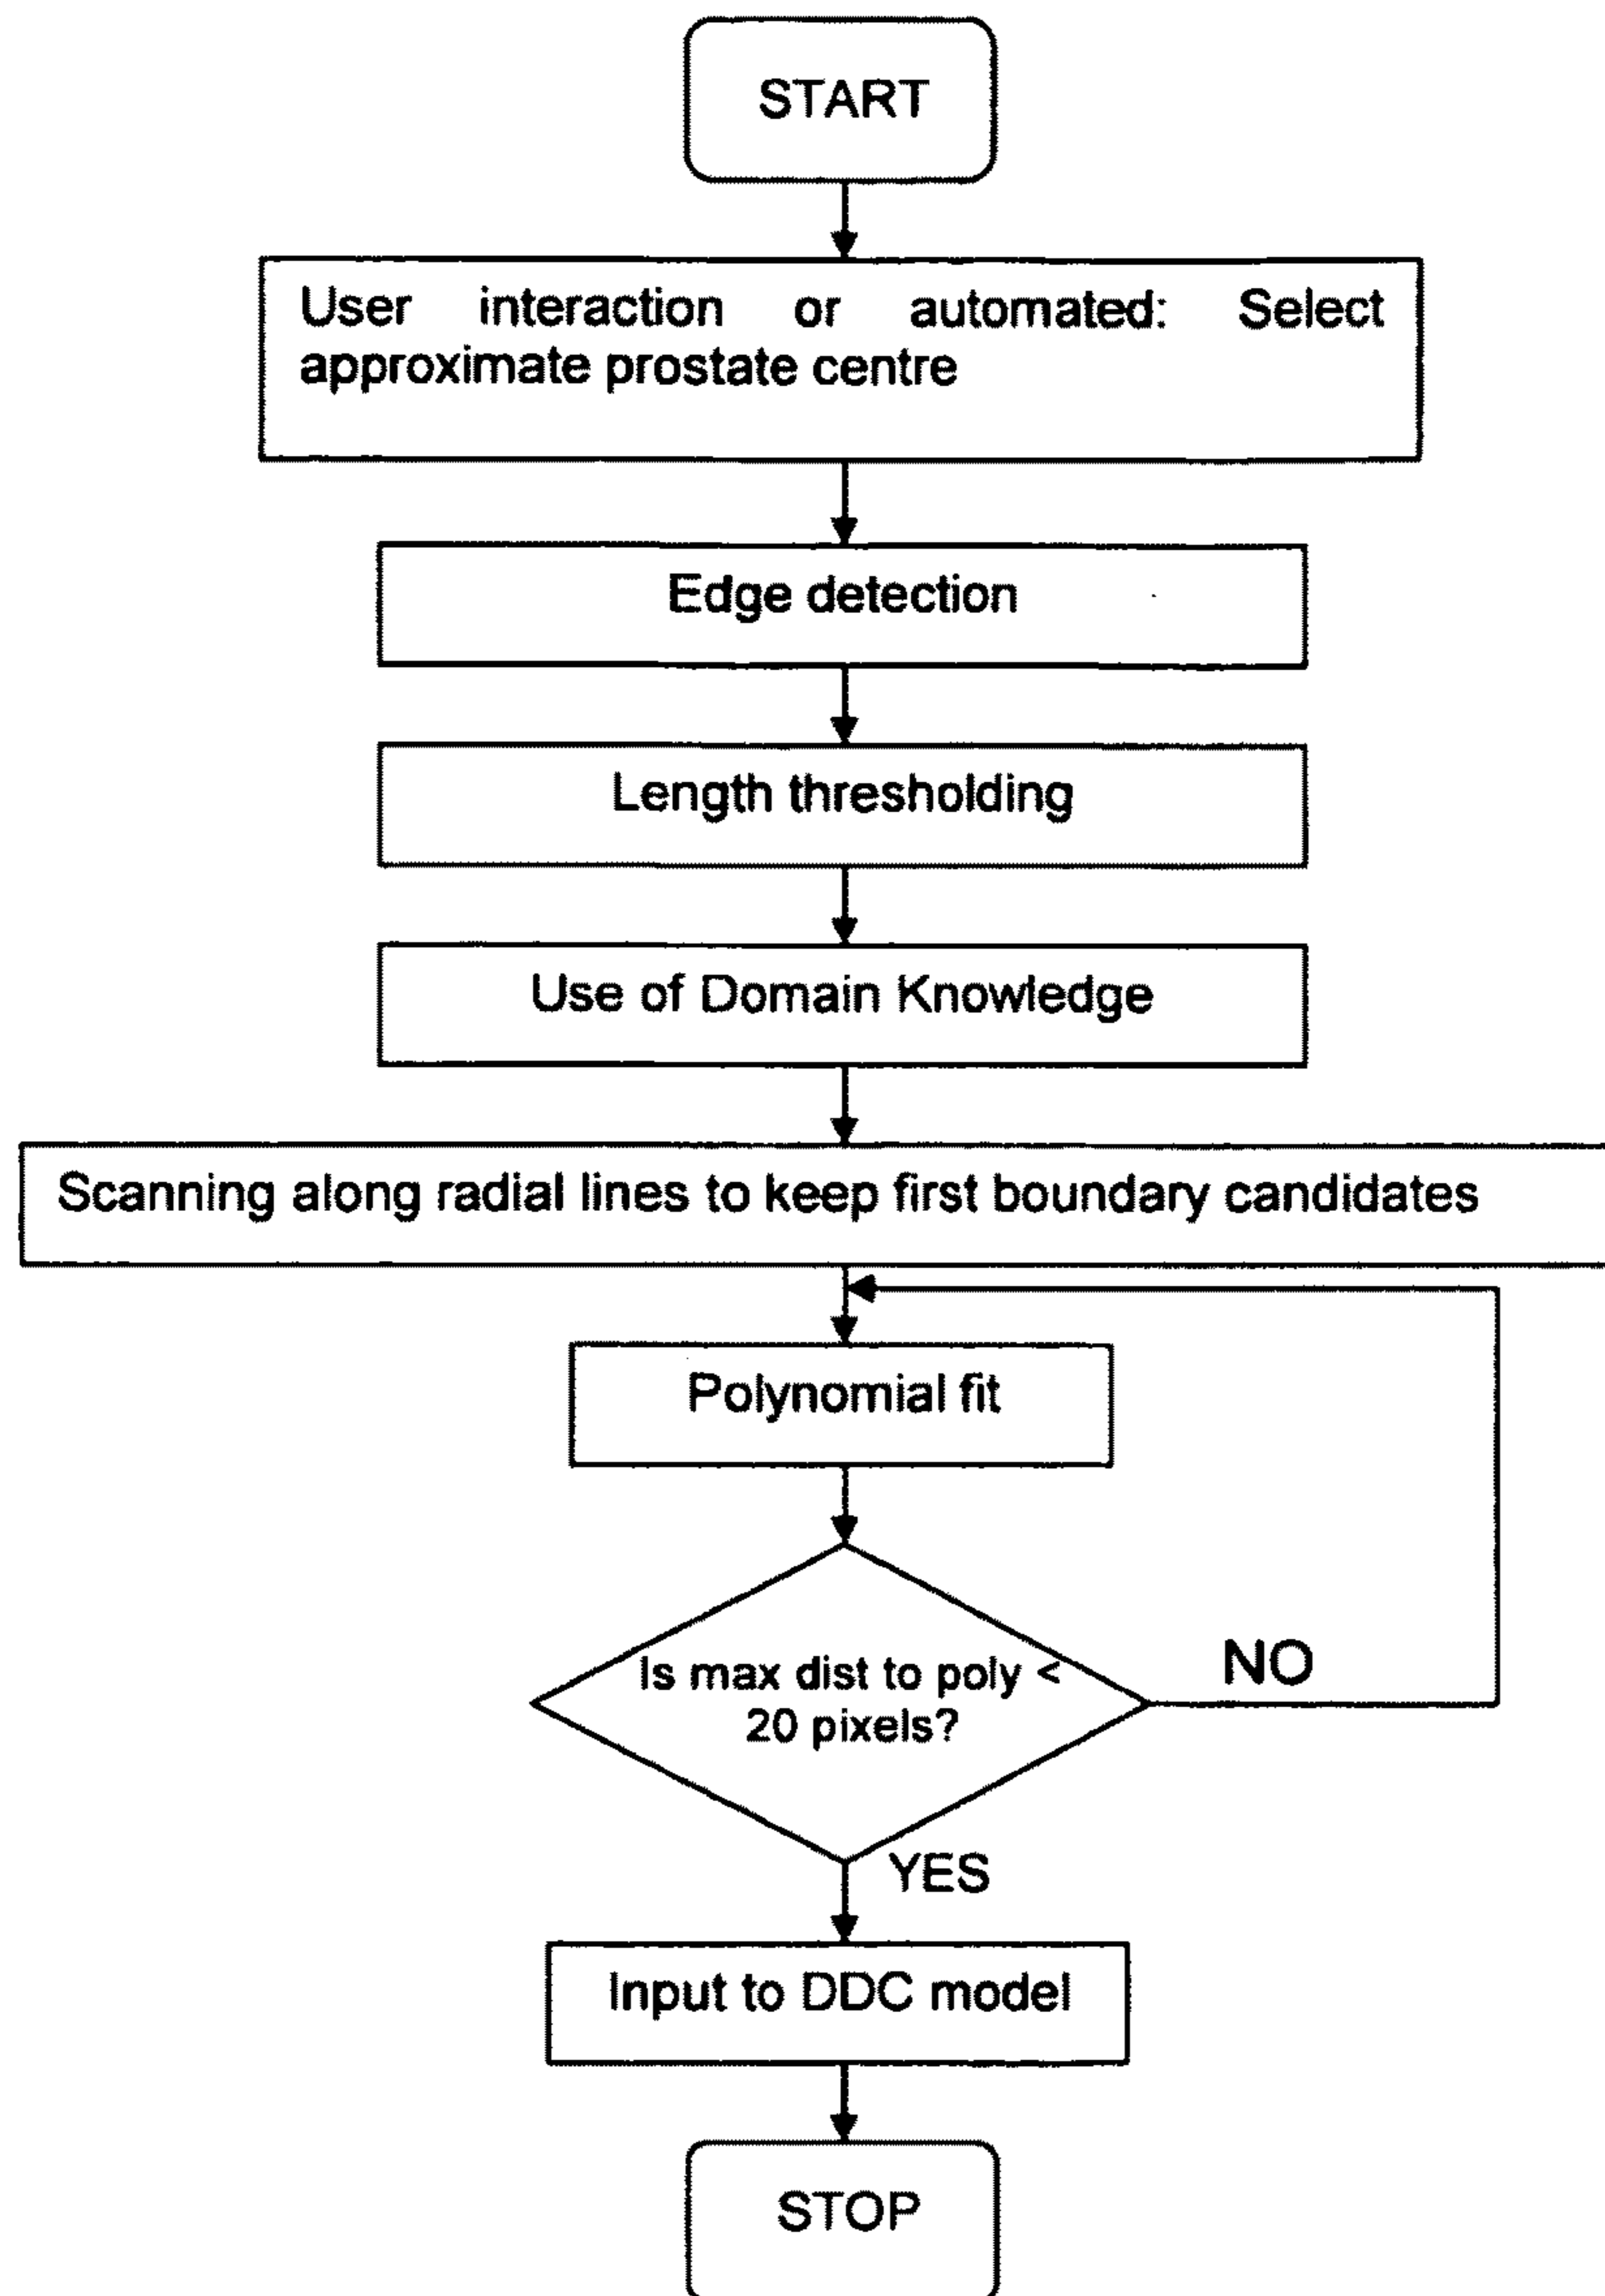 START
User interaction or automated: Select
approximate prostate centre
Edge detection
Length thresholding
Use of Domain Knowledge
Scanning along radial lines to keep first boundary candidates
Polynomial fit
Is max dist to poly <
20 pixels?
NO
YES
Input to DDC model
STOP